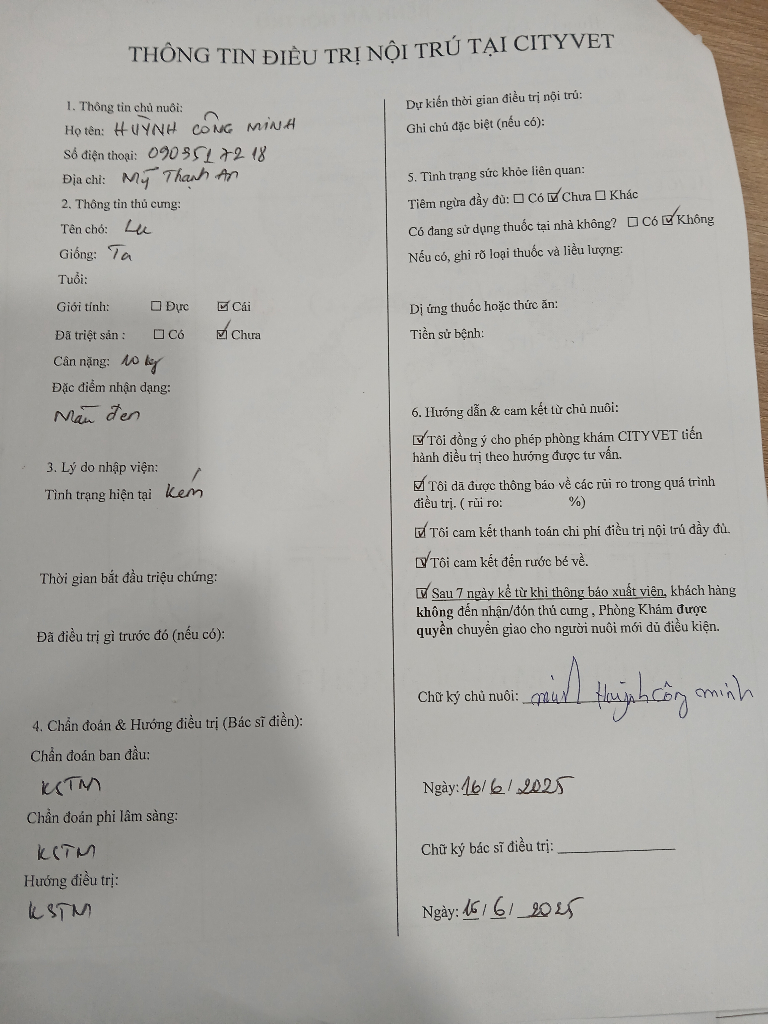 THÔNG TIN ĐIỀU TRỊ NỘI TRÚ TẠI CITYVET
1. Thông tin chủ nuôi:
Họ tên: HUỲNH CÔNG MINH
Số điện thoại: 0903517218
Địa chỉ: Mỹ Thạnh An
2. Thông tin thú cưng:
Tên chó: Lu
Giống: Ta
Tuổi:
Giới tính: ☐ Đực ☑ Cái
Đã triệt sản : ☐ Có ☑ Chưa
Cân nặng: 10 kg
Đặc điểm nhận dạng:
Màu đen
3. Lý do nhập viện:
Tình trạng hiện tại kém
Thời gian bắt đầu triệu chứng:
Đã điều trị gì trước đó (nếu có):
4. Chẩn đoán & Hướng điều trị (Bác sĩ điền):
Chẩn đoán ban đầu:
KSTM
Chẩn đoán phi lâm sàng:
KSTM
Hướng điều trị:
KSTM
Dự kiến thời gian điều trị nội trú:
Ghi chú đặc biệt (nếu có):
5. Tình trạng sức khỏe liên quan:
Tiêm ngừa đầy đủ: ☐ Có ☑ Chưa ☐ Khác
Có đang sử dụng thuốc tại nhà không? ☐ Có ☑ Không
Nếu có, ghi rõ loại thuốc và liều lượng:
Dị ứng thuốc hoặc thức ăn:
Tiền sử bệnh:
6. Hướng dẫn & cam kết từ chủ nuôi:
☑ Tôi đồng ý cho phép phòng khám CITYVET tiến
hành điều trị theo hướng được tư vấn.
☑ Tôi đã được thông báo về các rủi ro trong quá trình
điều trị. ( rủi ro: %)
☑ Tôi cam kết thanh toán chi phí điều trị nội trú đầy đủ.
☑ Tôi cam kết đến rước bé về.
☑ Sau 7 ngày kể từ khi thông báo xuất viện, khách hàng
không đến nhận/đón thú cưng , Phòng Khám được
quyền chuyển giao cho người nuôi mới đủ điều kiện.
Chữ ký chủ nuôi: Huỳnh Công minh
Ngày: 16/6/2025
Chữ ký bác sĩ điều trị:
Ngày: 16/6/2025